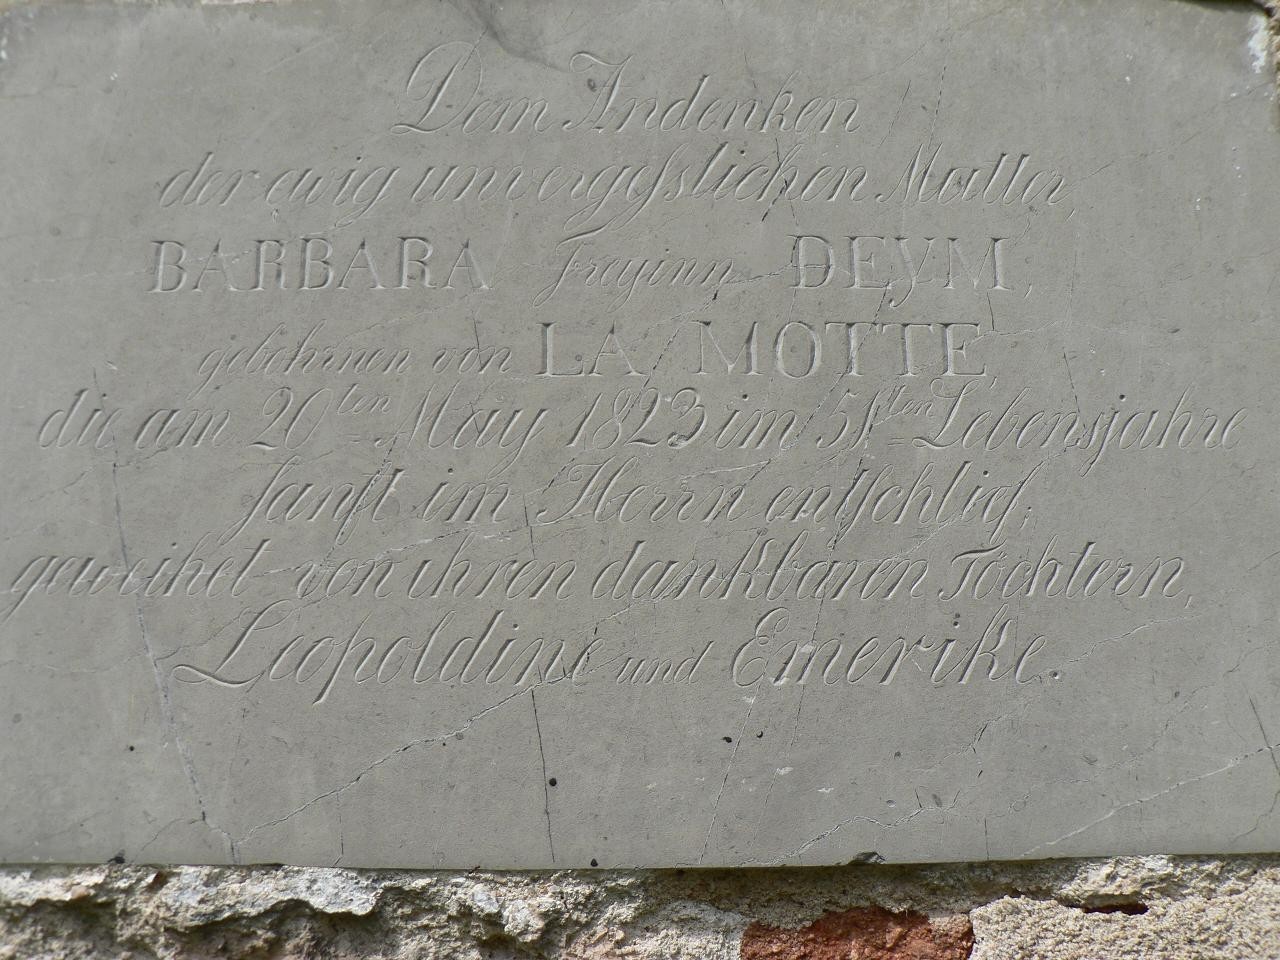 Dem Andenken
der ewig unvergeſslichen Mutter,
BARBARA Freyinn DEYM,
gebohrnen von LA MOTTE,
die am 20ten May 1823 im 51ten Lebensjahre
sanft im Herrn entschlief;
geweihet von ihren dankbaren Töchtern,
Leopoldine und Emerike.